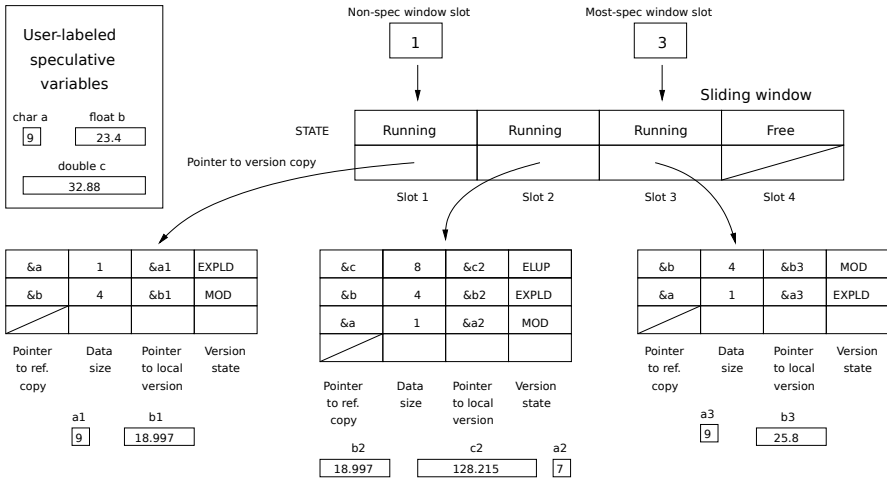 User-labeled
speculative
variables
char a
float b
9
23.4
double c
32.88
Non-spec window slot
Most-spec window slot
1
3
Sliding window
STATE
Running
Running
Running
Free
Pointer to version copy
Slot 1
Slot 2
Slot 3
Slot 4
&a 1 &a1 EXPLD
&b 4 &b1 MOD
Pointer Data Pointer Version
to ref. size to local state
copy version
a1 b1
9 18.997
&c 8 &c2 ELUP
&b 4 &b2 EXPLD
&a 1 &a2 MOD
Pointer Data Pointer Version
to ref. size to local state
copy version
b2 c2 a2
18.997 128.215 7
&b 4 &b3 MOD
&a 1 &a3 EXPLD
Pointer Data Pointer Version
to ref. size to local state
copy version
a3 b3
9 25.8